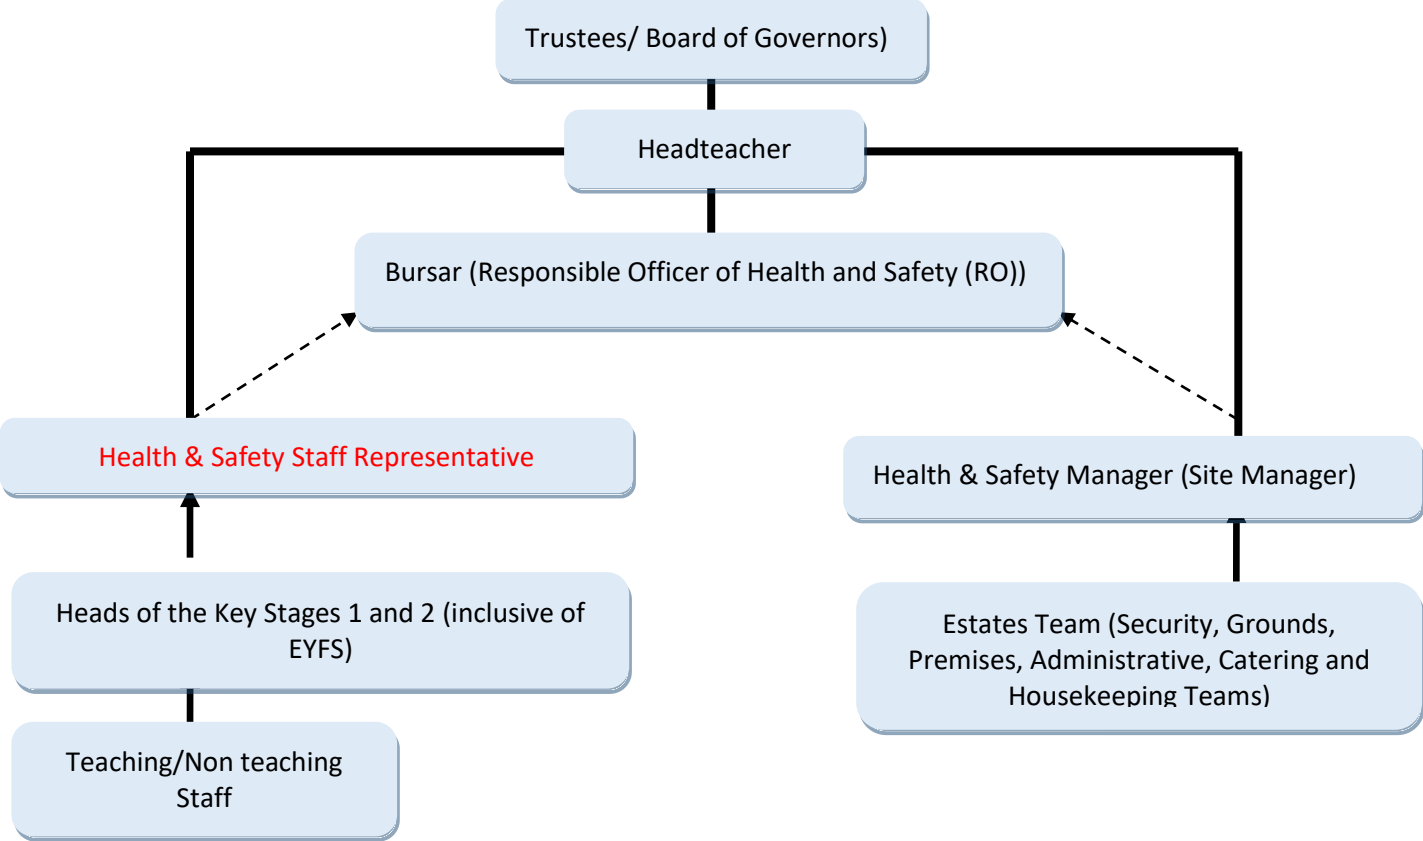 Trustees/ Board of Governors)
Headteacher
Bursar (Responsible Officer of Health and Safety (RO))
Health & Safety Staff Representative
Health & Safety Manager (Site Manager)
Heads of the Key Stages 1 and 2 (inclusive of
EYFS)
Estates Team (Security, Grounds,
Premises, Administrative, Catering and
Housekeeping Teams)
Teaching/Non teaching
Staff